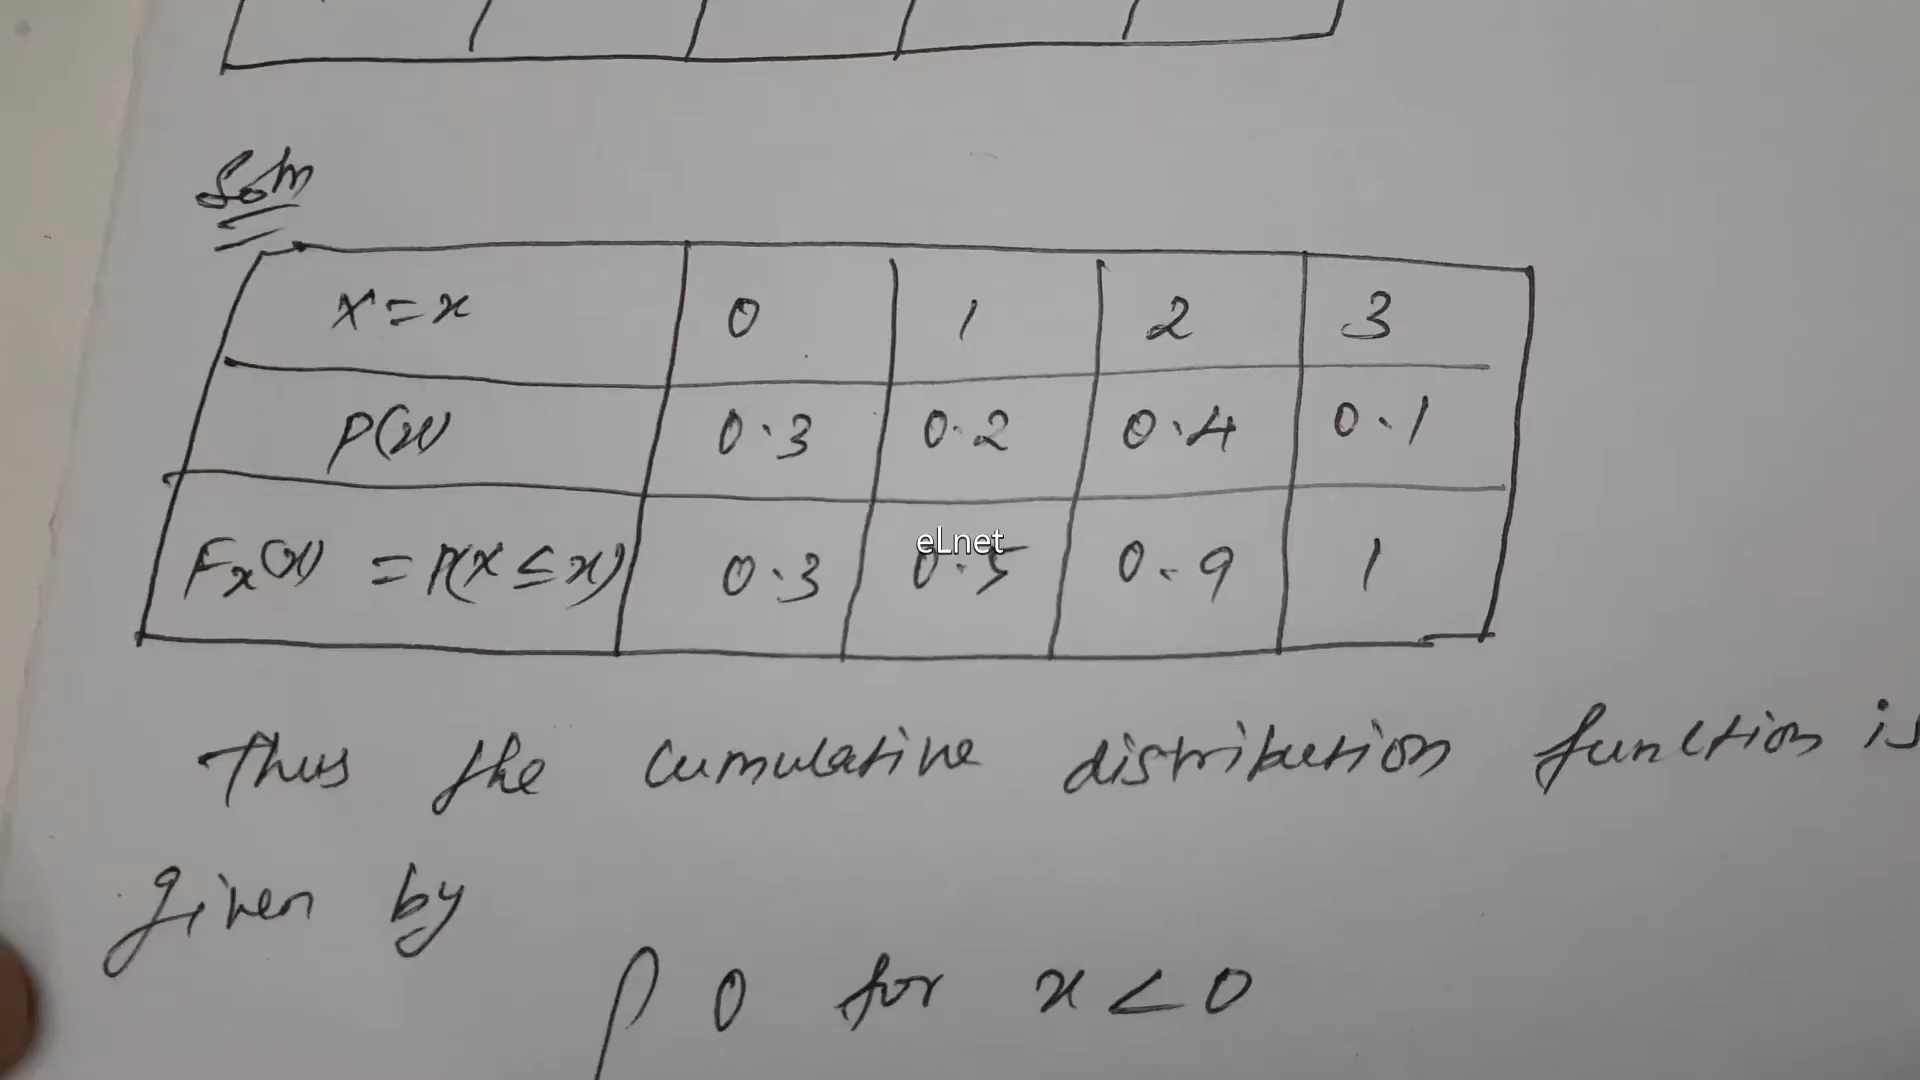 Soln
X = x 0 1 2 3
P(x) 0.3 0.2 0.4 0.1
Fx(x) = P(X ≤ x) 0.3 0.5 0.9 1
eLnet
Thus the cumulative distribution function is
given by
0 for x < 0